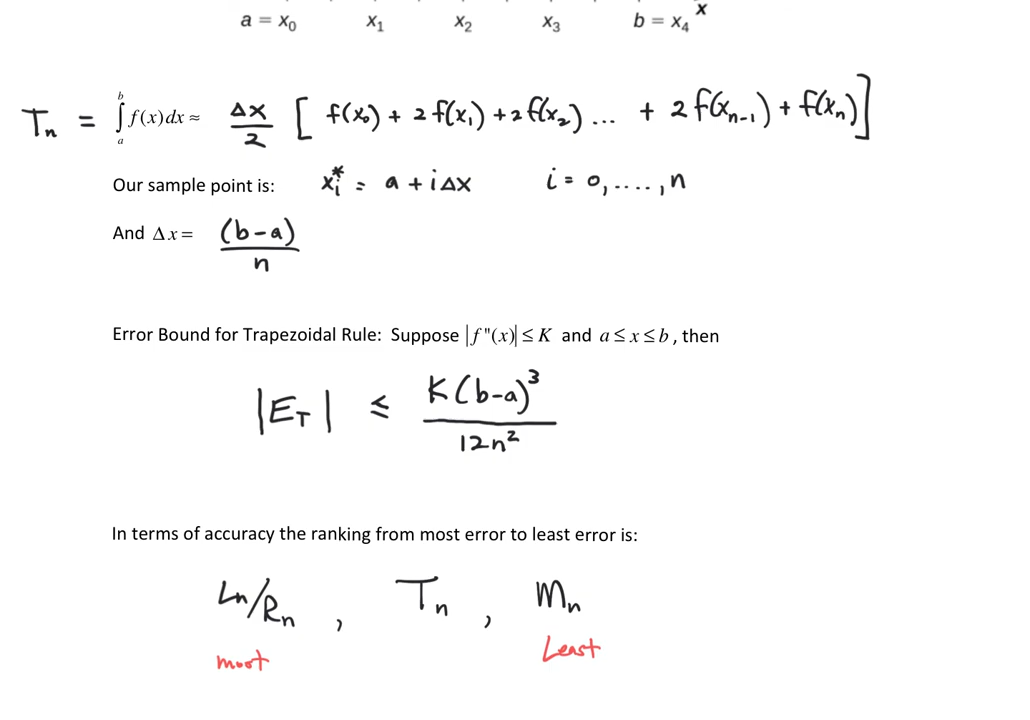 a = x₀ x₁ x₂ x₃ b = x₄ x
Tₙ = ∫ₐᵇ f(x)dx ≈ Δx/2 [ f(x₀) + 2f(x₁) + 2f(x₂) ... + 2f(xₙ₋₁) + f(xₙ)]
Our sample point is: xᵢ* = a + iΔx i = 0, ...., n
And Δx = (b-a)/n
Error Bound for Trapezoidal Rule: Suppose |f"(x)| ≤ K and a ≤ x ≤ b, then
|E_T| ≤ K(b-a)³/12n²
In terms of accuracy the ranking from most error to least error is:
Ln/Rn , Tn , Mn
most Least